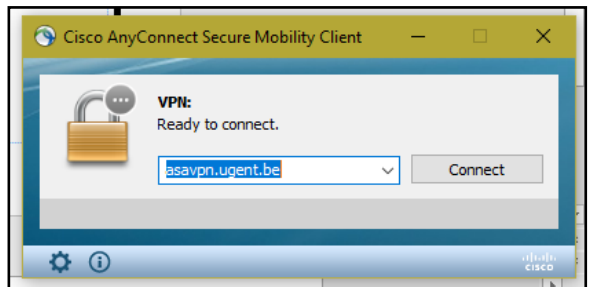 Cisco AnyConnect Secure Mobility Client
VPN:
Ready to connect.
asavpn.ugent.be
Connect
cisco